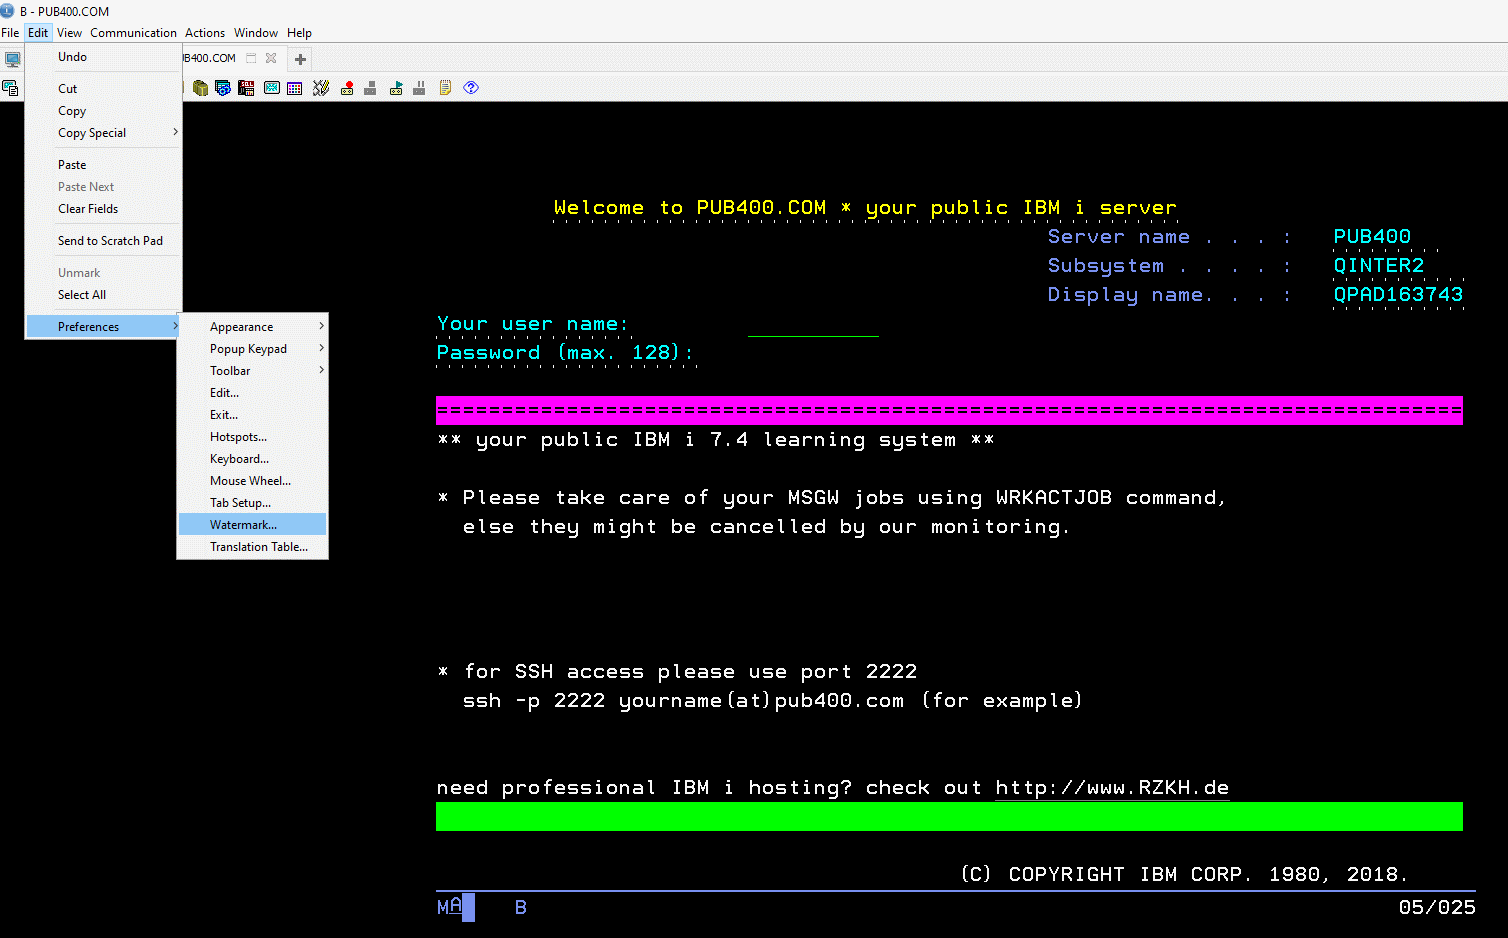 B - PUB400.COM
File Edit View Communication Actions Window Help
Undo
Cut
Copy
Copy Special
Paste
Paste Next
Clear Fields
Send to Scratch Pad
Unmark
Select All
Preferences
Appearance
Popup Keypad
Toolbar
Edit...
Exit...
Hotspots...
Keyboard...
Mouse Wheel...
Tab Setup...
Watermark...
Translation Table...
UB400.COM
Welcome to PUB400.COM * your public IBM i server
Server name . . . : PUB400
Subsystem . . . . : QINTER2
Display name. . . : QPAD163743
Your user name:
Password (max. 128):
===============================================================================
** your public IBM i 7.4 learning system **
* Please take care of your MSGW jobs using WRKACTJOB command,
else they might be cancelled by our monitoring.
* for SSH access please use port 2222
ssh -p 2222 yourname(at)pub400.com (for example)
need professional IBM i hosting? check out http://www.RZKH.de
(C) COPYRIGHT IBM CORP. 1980, 2018.
MA B 05/025